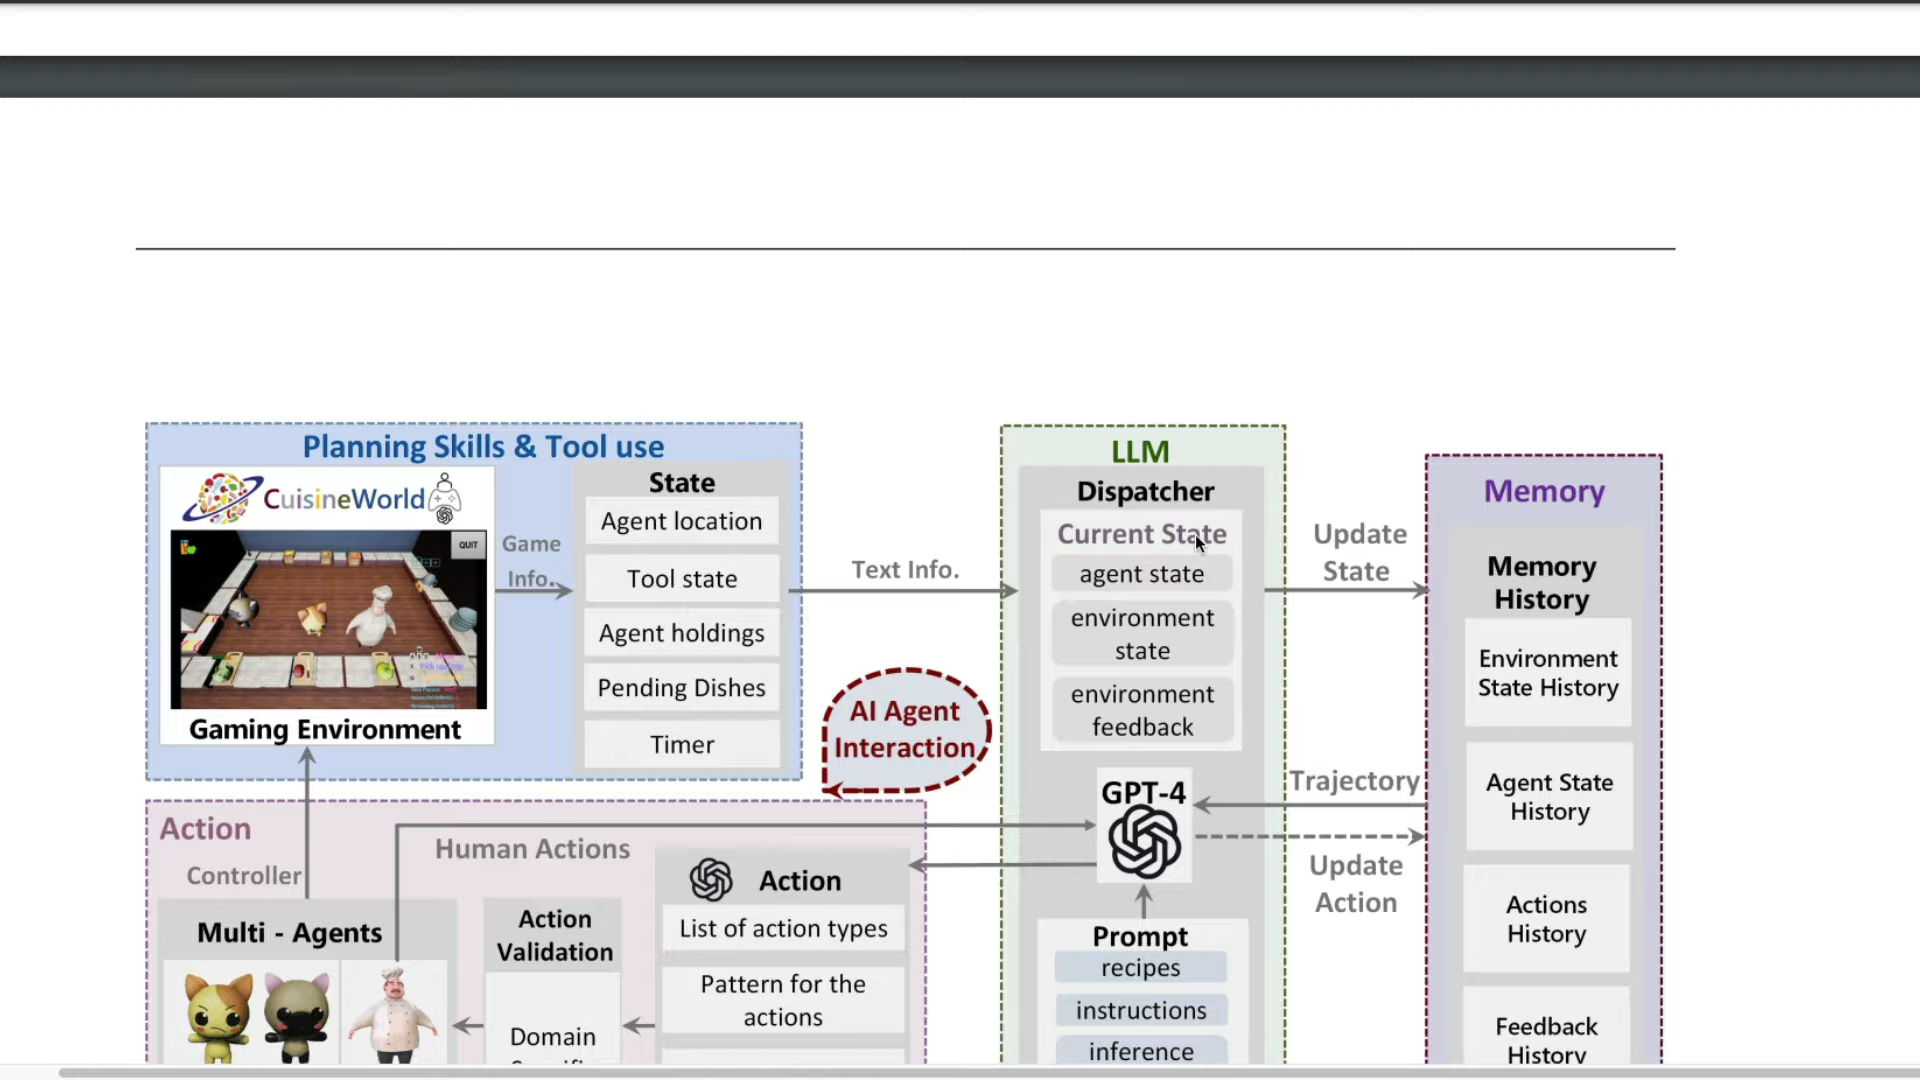 Planning Skills & Tool use
CuisineWorld
QUIT
Gaming Environment
Game
Info.
State
Agent location
Tool state
Agent holdings
Pending Dishes
Timer
Text Info.
AI Agent
Interaction
LLM
Dispatcher
Current State
agent state
environment
state
environment
feedback
GPT-4
Prompt
recipes
instructions
inference
Update
State
Trajectory
Update
Action
Memory
Memory
History
Environment
State History
Agent State
History
Actions
History
Feedback
History
Action
Human Actions
Controller
Multi - Agents
Action
Validation
Domain
Action
List of action types
Pattern for the
actions